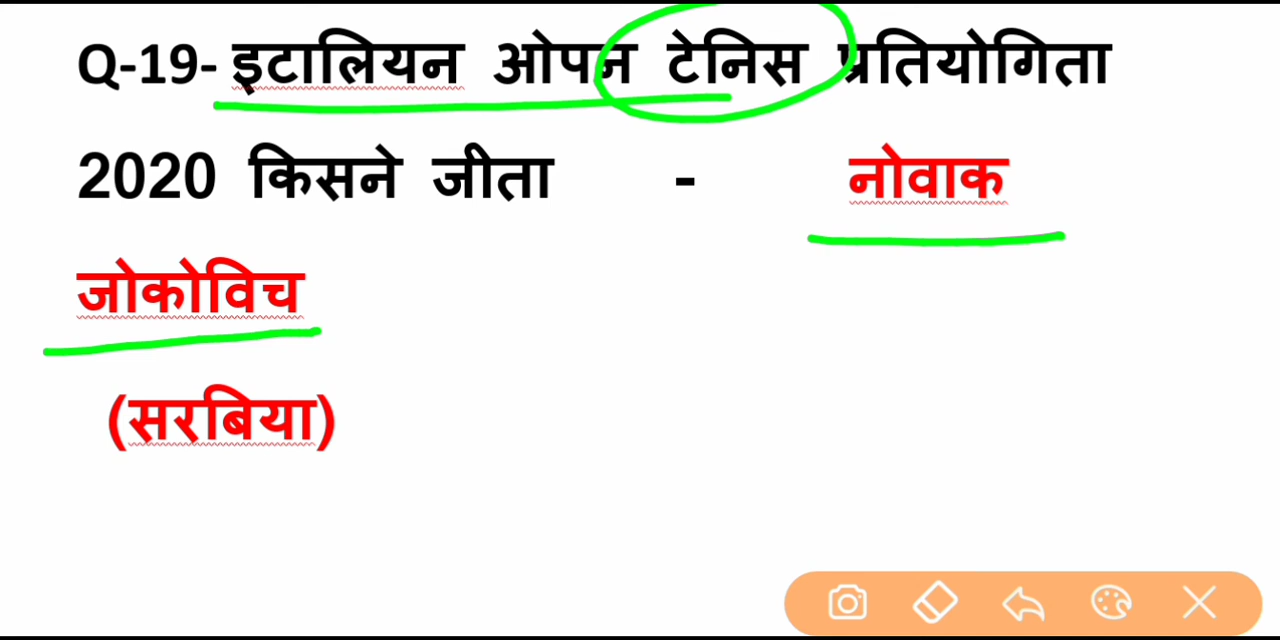 Q-19- इटालियन ओपन टेनिस प्रतियोगिता
2020 किसने जीता - नोवाक
जोकोविच
(सरबिया)